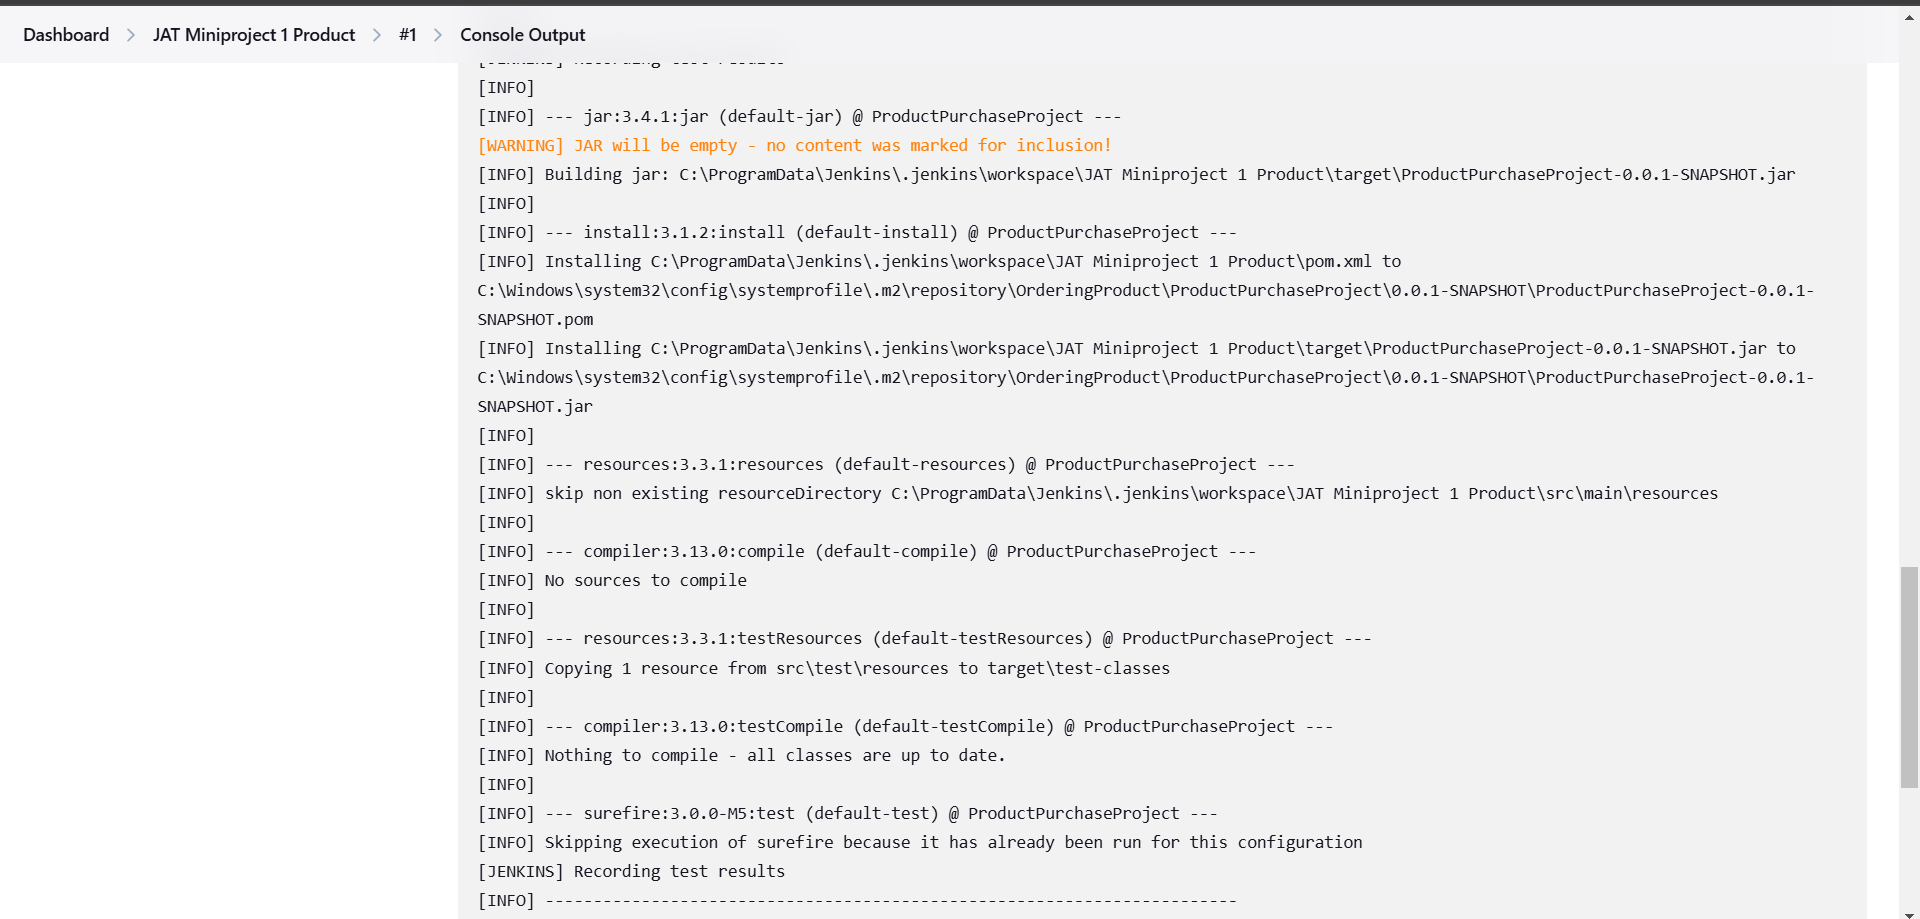 Dashboard > JAT Miniproject 1 Product > #1 > Console Output
[JENKINS] Recording test results
[INFO]
[INFO] --- jar:3.4.1:jar (default-jar) @ ProductPurchaseProject ---
[WARNING] JAR will be empty - no content was marked for inclusion!
[INFO] Building jar: C:\ProgramData\Jenkins\.jenkins\workspace\JAT Miniproject 1 Product\target\ProductPurchaseProject-0.0.1-SNAPSHOT.jar
[INFO]
[INFO] --- install:3.1.2:install (default-install) @ ProductPurchaseProject ---
[INFO] Installing C:\ProgramData\Jenkins\.jenkins\workspace\JAT Miniproject 1 Product\pom.xml to
C:\Windows\system32\config\systemprofile\.m2\repository\OrderingProduct\ProductPurchaseProject\0.0.1-SNAPSHOT\ProductPurchaseProject-0.0.1-
SNAPSHOT.pom
[INFO] Installing C:\ProgramData\Jenkins\.jenkins\workspace\JAT Miniproject 1 Product\target\ProductPurchaseProject-0.0.1-SNAPSHOT.jar to
C:\Windows\system32\config\systemprofile\.m2\repository\OrderingProduct\ProductPurchaseProject\0.0.1-SNAPSHOT\ProductPurchaseProject-0.0.1-
SNAPSHOT.jar
[INFO]
[INFO] --- resources:3.3.1:resources (default-resources) @ ProductPurchaseProject ---
[INFO] skip non existing resourceDirectory C:\ProgramData\Jenkins\.jenkins\workspace\JAT Miniproject 1 Product\src\main\resources
[INFO]
[INFO] --- compiler:3.13.0:compile (default-compile) @ ProductPurchaseProject ---
[INFO] No sources to compile
[INFO]
[INFO] --- resources:3.3.1:testResources (default-testResources) @ ProductPurchaseProject ---
[INFO] Copying 1 resource from src\test\resources to target\test-classes
[INFO]
[INFO] --- compiler:3.13.0:testCompile (default-testCompile) @ ProductPurchaseProject ---
[INFO] Nothing to compile - all classes are up to date.
[INFO]
[INFO] --- surefire:3.0.0-M5:test (default-test) @ ProductPurchaseProject ---
[INFO] Skipping execution of surefire because it has already been run for this configuration
[JENKINS] Recording test results
[INFO] ------------------------------------------------------------------------